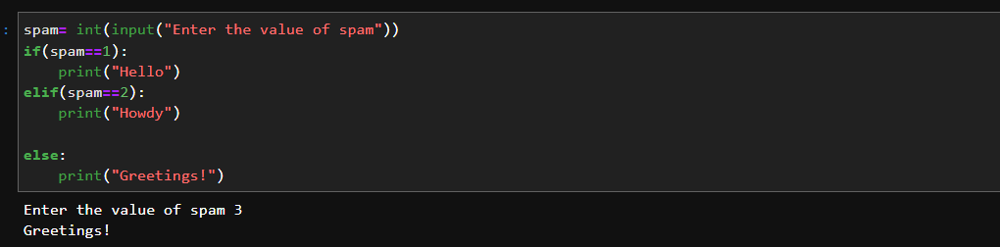 :
spam= int(input("Enter the value of spam"))
if(spam==1):
    print("Hello")
elif(spam==2):
    print("Howdy")
else:
    print("Greetings!")
Enter the value of spam 3
Greetings!